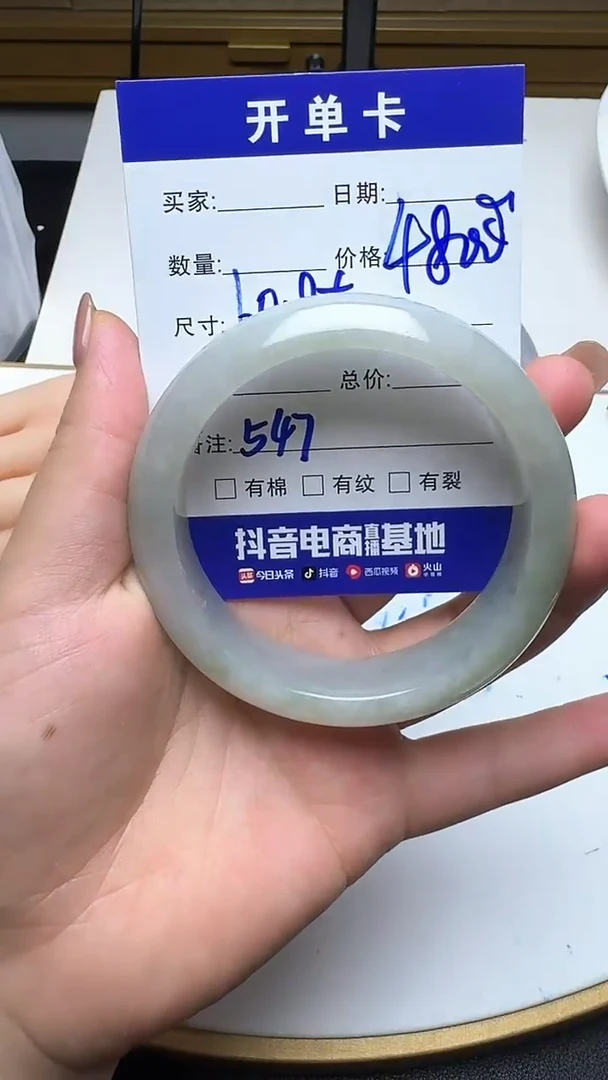 开单卡
买家: 日期:
数量: 价格
尺寸:
总价:
备注: 547
□ 有棉 □ 有纹 □ 有裂
抖音电商直播基地
头条 今日头条 抖音 西瓜视频 火山